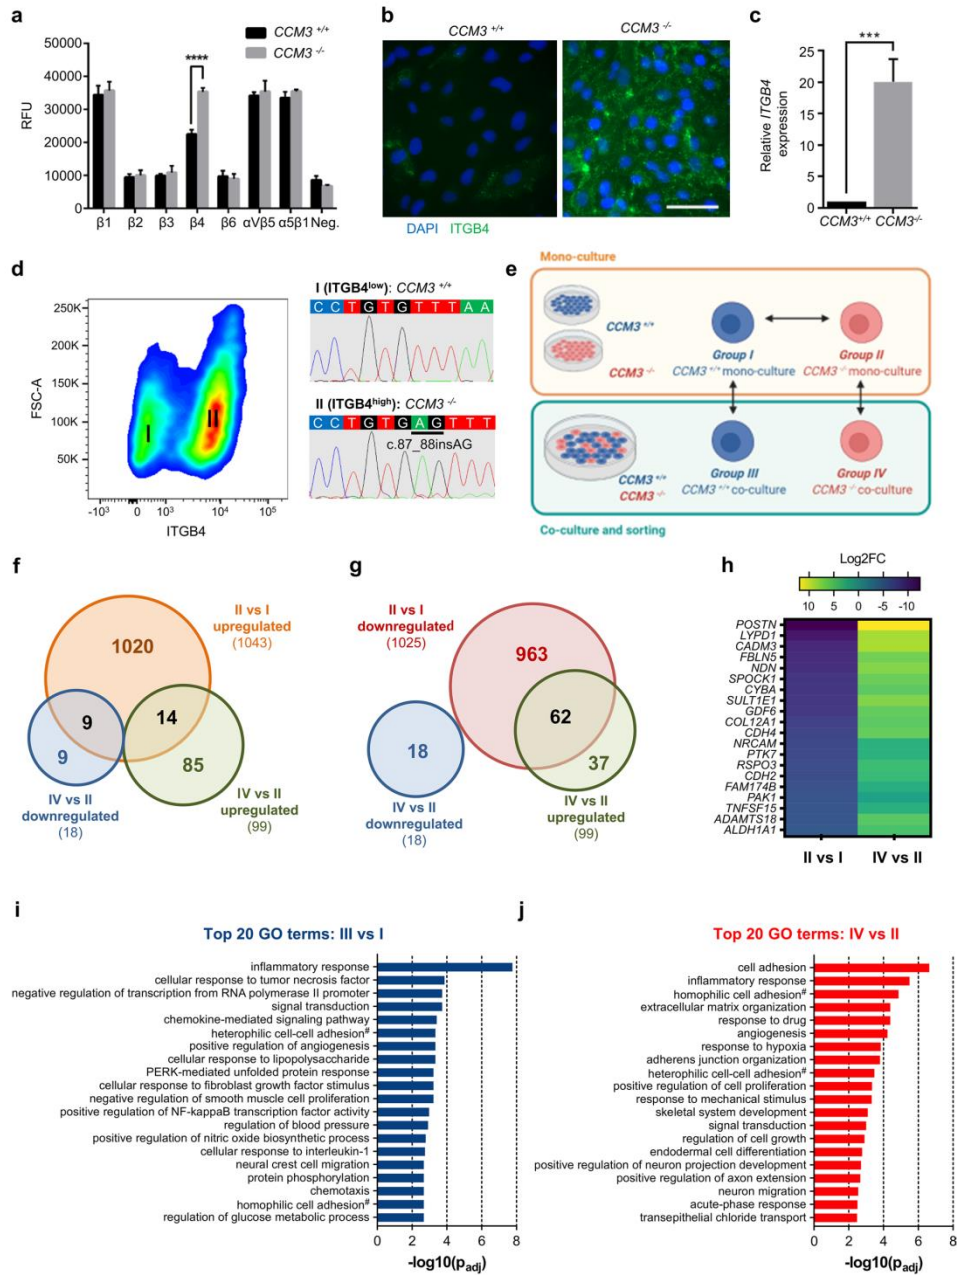 a
CCM3 +/+
CCM3 -/-
50000
40000
30000
20000
10000
0
RFU
****
β1 β2 β3 β4 β6 αVβ5 α5β1 Neg.
b
CCM3 +/+ CCM3 -/-
DAPI ITGB4
c
***
25
20
15
10
5
0
Relative ITGB4
expression
CCM3+/+ CCM3-/-
d
250K
200K
150K
100K
50K
FSC-A
I II
-10³ 0 10³ 10⁴ 10⁵
ITGB4
I (ITGB4low): CCM3 +/+
C C T G T G T T T A A
II (ITGB4high): CCM3 -/-
C C T G T G A G T T T
c.87_88insAG
e
Mono-culture
CCM3 +/+
CCM3 -/-
Group I
CCM3 +/+ mono-culture
Group II
CCM3 -/- mono-culture
CCM3 +/+
CCM3 -/-
Group III
CCM3 +/+ co-culture
Group IV
CCM3 -/- co-culture
Co-culture and sorting
f
II vs I
upregulated
(1043)
1020
9
14
9
85
IV vs II
downregulated
(18)
IV vs II
upregulated
(99)
g
II vs I
downregulated
(1025)
963
62
18
37
IV vs II
downregulated
(18)
IV vs II
upregulated
(99)
h
Log2FC
10 5 0 -5 -10
POSTN
LYPD1
CADM3
FBLN5
NDN
SPOCK1
CYBA
SULT1E1
GDF6
COL12A1
CDH4
NRCAM
PTK7
RSPO3
CDH2
FAM174B
PAK1
TNFSF15
ADAMTS18
ALDH1A1
II vs I IV vs II
i
Top 20 GO terms: III vs I
inflammatory response
cellular response to tumor necrosis factor
negative regulation of transcription from RNA polymerase II promoter
signal transduction
chemokine-mediated signaling pathway
heterophilic cell-cell adhesion#
positive regulation of angiogenesis
cellular response to lipopolysaccharide
PERK-mediated unfolded protein response
cellular response to fibroblast growth factor stimulus
negative regulation of smooth muscle cell proliferation
positive regulation of NF-kappaB transcription factor activity
regulation of blood pressure
positive regulation of nitric oxide biosynthetic process
cellular response to interleukin-1
neural crest cell migration
protein phosphorylation
chemotaxis
homophilic cell adhesion#
regulation of glucose metabolic process
0 2 4 6 8
-log10(padj)
j
Top 20 GO terms: IV vs II
cell adhesion
inflammatory response
homophilic cell adhesion#
extracellular matrix organization
response to drug
angiogenesis
response to hypoxia
adherens junction organization
heterophilic cell-cell adhesion#
positive regulation of cell proliferation
response to mechanical stimulus
skeletal system development
signal transduction
regulation of cell growth
endodermal cell differentiation
positive regulation of neuron projection development
positive regulation of axon extension
neuron migration
acute-phase response
transepithelial chloride transport
0 2 4 6 8
-log10(padj)